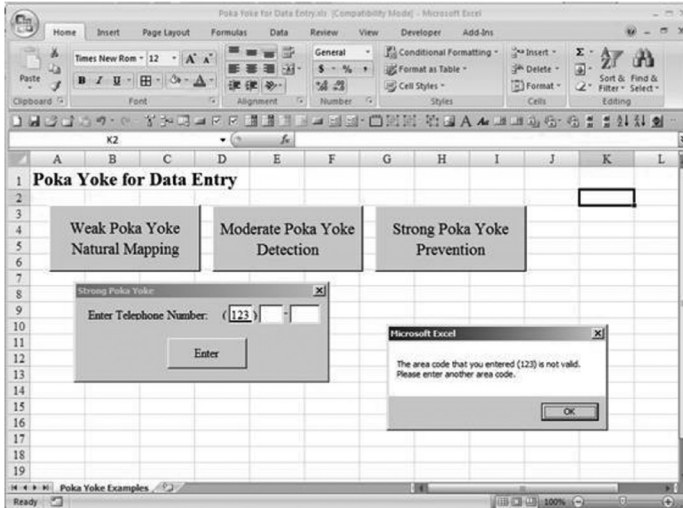 Poka Yoke for Data Entry.xls [Compatibility Mode] - Microsoft Excel
Home Insert Page Layout Formulas Data Review View Developer Add-Ins
Paste
Times New Rom 12 A A
B I U A
General
$ % ,
Conditional Formatting
Format as Table
Cell Styles
Insert
Delete
Format
Σ
Sort & Filter
Find & Select
Clipboard Font Alignment Number Styles Cells Editing
K2 fx
A B C D E F G H I J K L
1 Poka Yoke for Data Entry
2
3
4
5
6
7
8
9
10
11
12
13
14
15
16
17
18
19
Weak Poka Yoke
Natural Mapping
Moderate Poka Yoke
Detection
Strong Poka Yoke
Prevention
Strong Poka Yoke
Enter Telephone Number: (123) -
Enter
Microsoft Excel
The area code that you entered (123) is not valid.
Please enter another area code.
OK
Poka Yoke Examples
Ready 100%